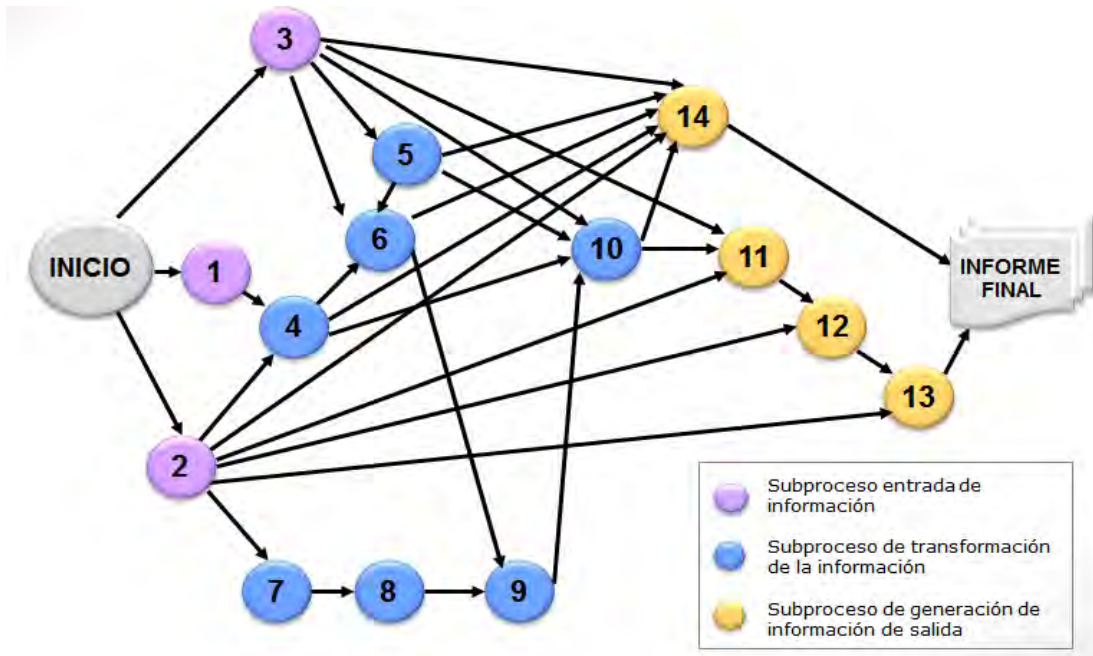 3
14
5
6
10
11
INICIO
1
INFORME
FINAL
4
12
13
2
Subproceso entrada de
información
Subproceso de transformación
de la información
7
8
9
Subproceso de generación de
información de salida